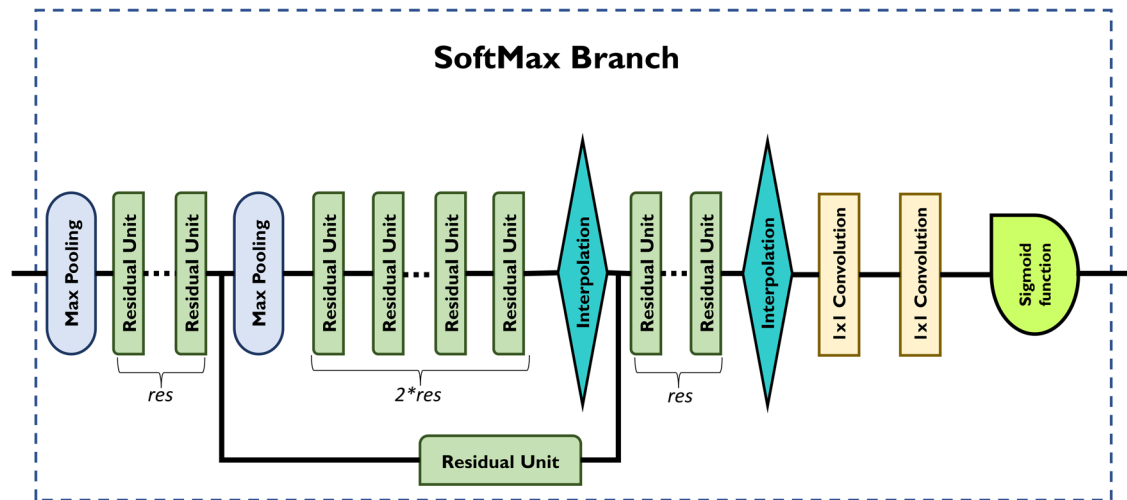 SoftMax Branch
Max Pooling
Residual Unit
Residual Unit
Max Pooling
Residual Unit
Residual Unit
Residual Unit
Residual Unit
Interpolation
Residual Unit
Residual Unit
Interpolation
1x1 Convolution
1x1 Convolution
Sigmoid
function
res
2*res
res
Residual Unit